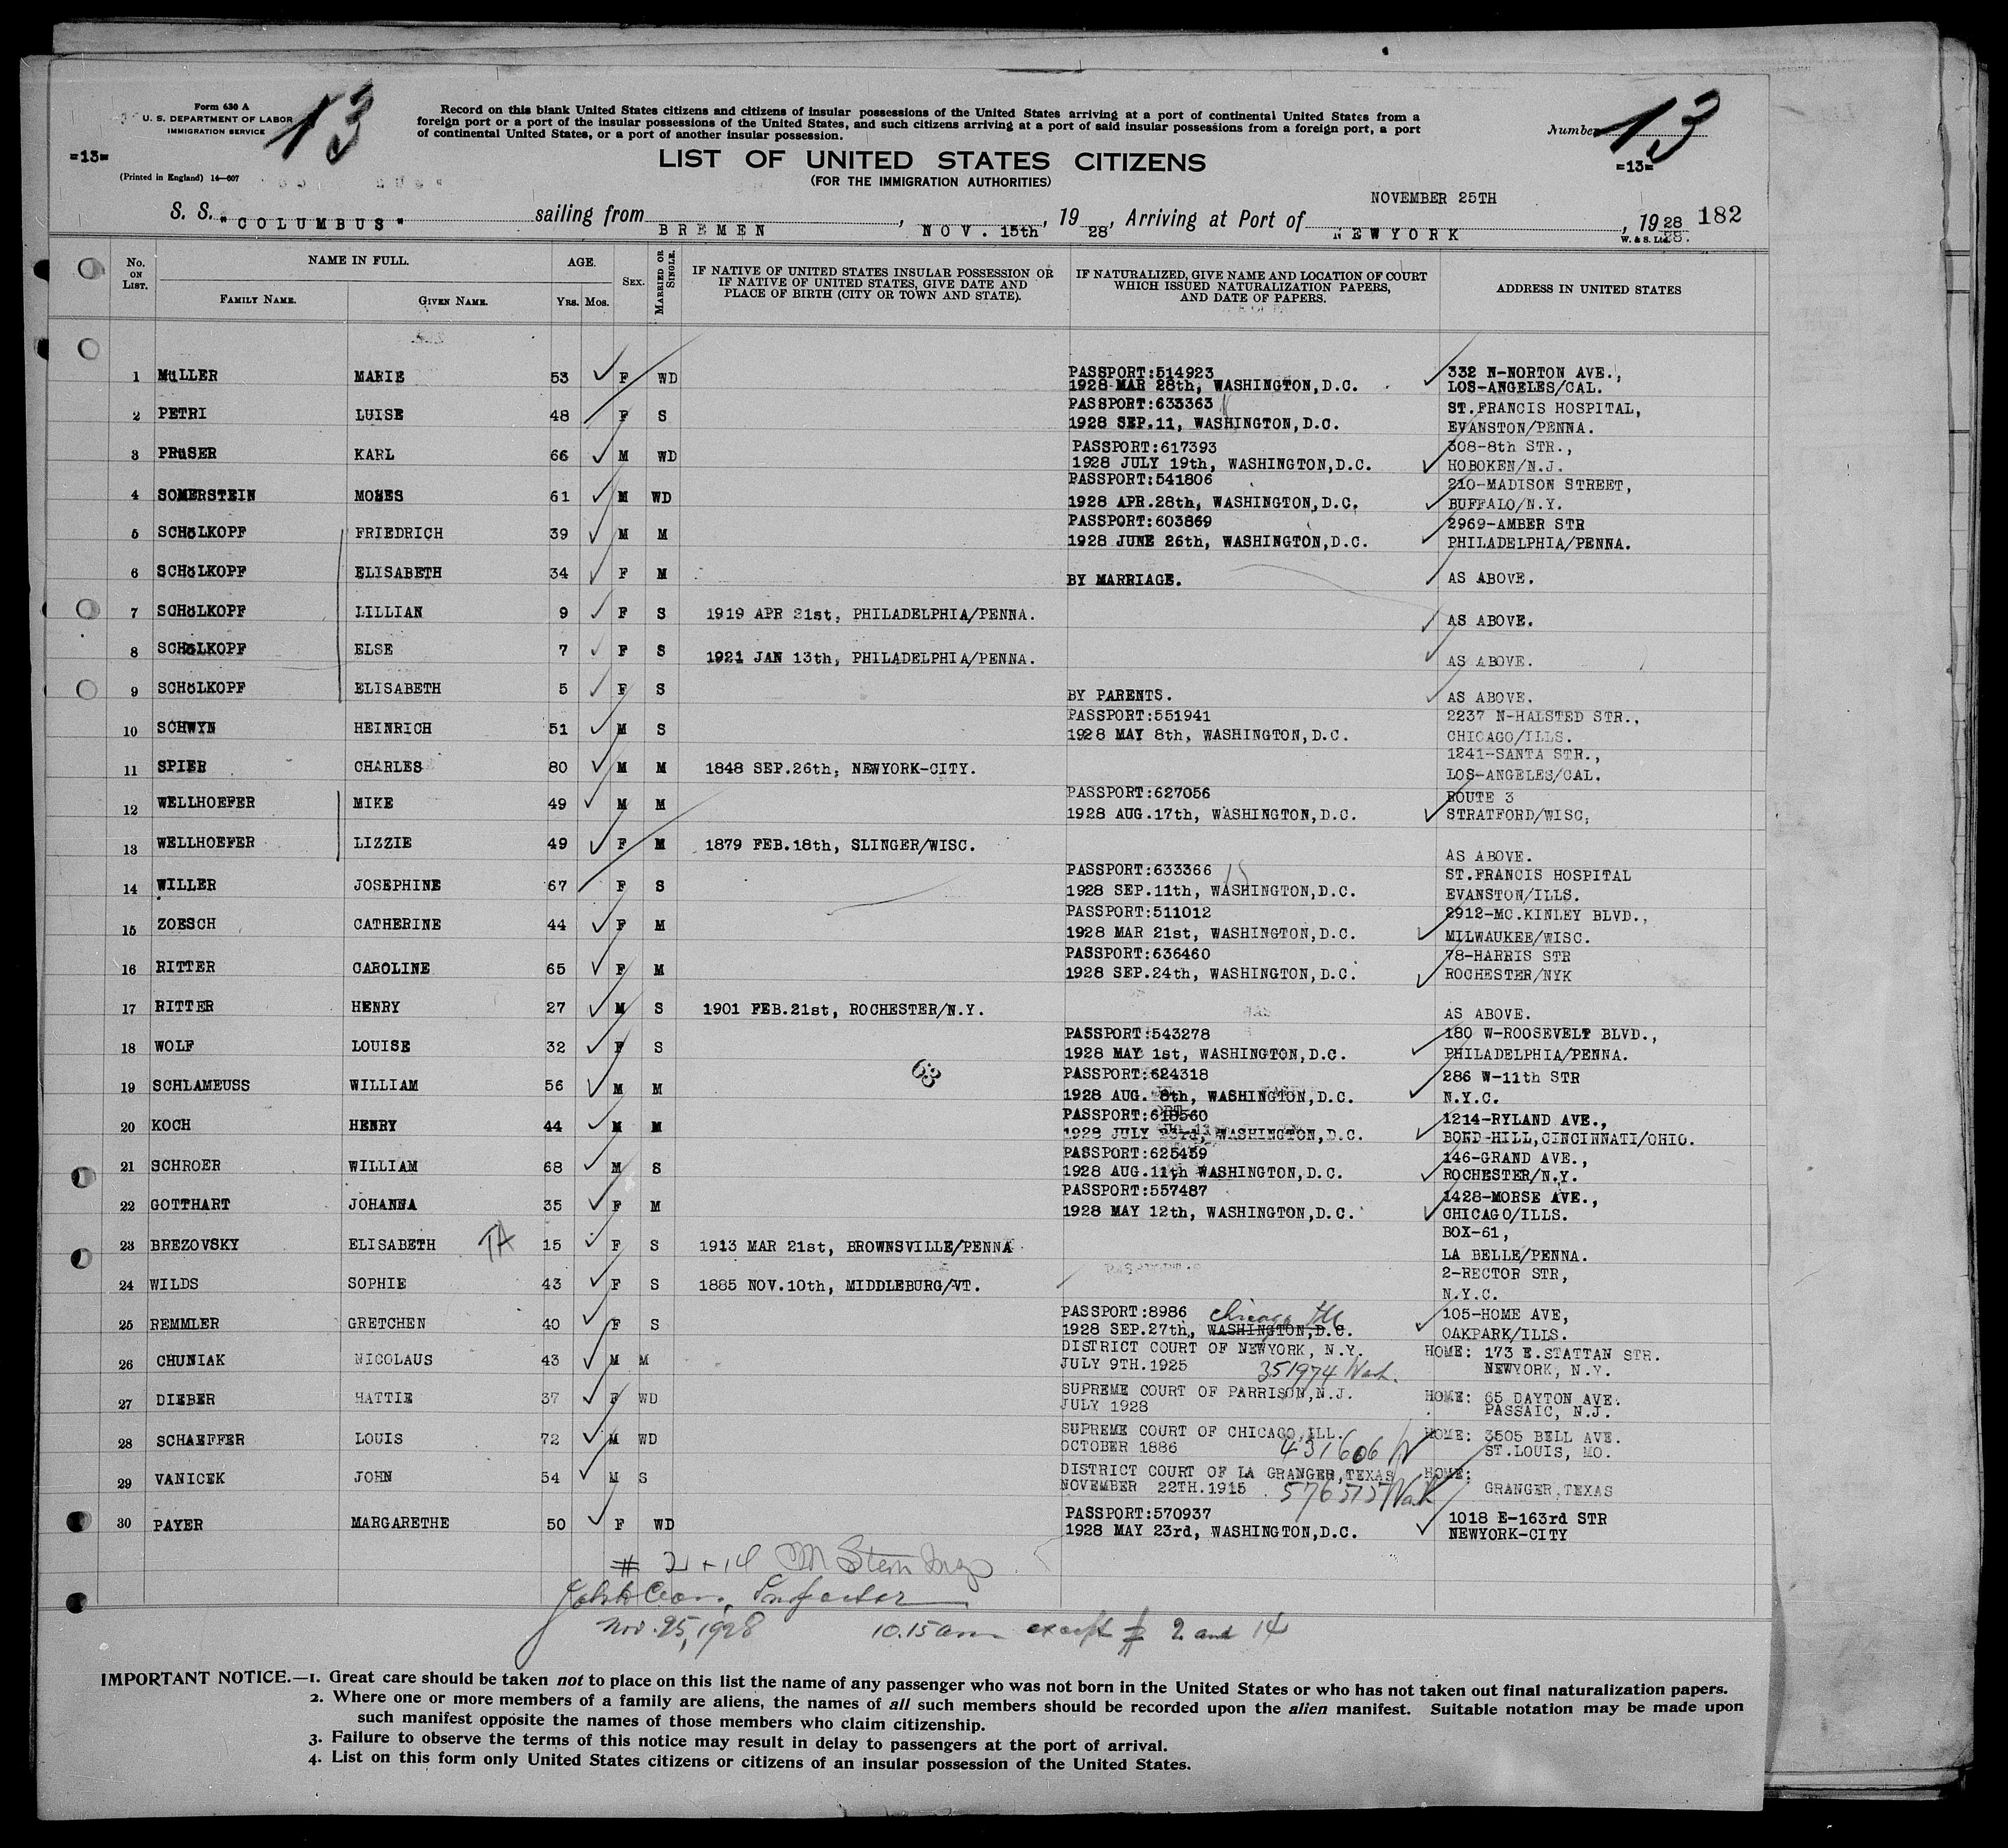 Form 630 A
U. S. DEPARTMENT OF LABOR
IMMIGRATION SERVICE
13
Record on this blank United States citizens and citizens of insular possessions of the United States arriving at a port of continental United States from a
foreign port or a port of the insular possessions of the United States, and such citizens arriving at a port of said insular possessions from a foreign port, a port
of continental United States, or a port of another insular possession.
Number 13
=13=
=13=
(Printed in England) 14—607
LIST OF UNITED STATES CITIZENS
(FOR THE IMMIGRATION AUTHORITIES)
NOVEMBER 25TH
S. S. "COLUMBUS" sailing from BREMEN, NOV. 15th, 1928, Arriving at Port of NEWYORK, 1928 182
28.
W. & S. Ltd.
No. ON LIST. NAME IN FULL. AGE. SEX. MARRIED OR SINGLE. IF NATIVE OF UNITED STATES INSULAR POSSESSION OR IF NATIVE OF UNITED STATES, GIVE DATE AND PLACE OF BIRTH (CITY OR TOWN AND STATE). IF NATURALIZED, GIVE NAME AND LOCATION OF COURT WHICH ISSUED NATURALIZATION PAPERS, AND DATE OF PAPERS. ADDRESS IN UNITED STATES
FAMILY NAME. GIVEN NAME. Yrs. Mos.
1 MüLLER MARIE 53 F WD PASSPORT:514923 332 N-NORTON AVE.,
1928 MAR 28th, WASHINGTON,D.C. LOS-ANGELES/CAL.
2 PETRI LUISE 48 F S PASSPORT:633363 ST.FRANCIS HOSPITAL,
1928 SEP.11, WASHINGTON,D.C. EVANSTON/PENNA.
3 PRüSER KARL 66 M WD PASSPORT:617393 308-8th STR.,
1928 JULY 19th, WASHINGTON,D.C. HOBOKEN/N.J.
4 SOMERSTEIN MOSES 61 M WD PASSPORT:541806 210-MADISON STREET,
1928 APR.28th, WASHINGTON,D.C. BUFFALO/N.Y.
5 SCHöLKOPF FRIEDRICH 39 M M PASSPORT:603869 2969-AMBER STR
1928 JUNE 26th, WASHINGTON,D.C. PHILADELPHIA/PENNA.
6 SCHöLKOPF ELISABETH 34 F M BY MARRIAGE. AS ABOVE.
7 SCHöLKOPF LILLIAN 9 F S 1919 APR 21st, PHILADELPHIA/PENNA. AS ABOVE.
8 SCHöLKOPF ELSE 7 F S 1921 JAN 13th, PHILADELPHIA/PENNA. AS ABOVE.
9 SCHöLKOPF ELISABETH 5 F S BY PARENTS. AS ABOVE.
10 SCHWYN HEINRICH 51 M S PASSPORT:551941 2237 N-HALSTED STR.,
1928 MAY 8th, WASHINGTON,D.C. CHICAGO/ILLS.
11 SPIER CHARLES 80 M M 1848 SEP.26th, NEWYORK-CITY. 1241-SANTA STR.,
LOS-ANGELES/CAL.
12 WELLHOEFER MIKE 49 M M PASSPORT:627056 ROUTE 3
1928 AUG.17th, WASHINGTON,D.C. STRATFORD/WISC,
13 WELLHOEFER LIZZIE 49 F M 1879 FEB.18th, SLINGER/WISC. AS ABOVE.
14 WILLER JOSEPHINE 67 F S PASSPORT:633366 ST.FRANCIS HOSPITAL
1928 SEP.11th, WASHINGTON,D.C. EVANSTON/ILLS.
15 ZOESCH CATHERINE 44 F M PASSPORT:511012 2912-MC.KINLEY BLVD.,
1928 MAR 21st, WASHINGTON,D.C. MILWAUKEE/WISC.
16 RITTER CAROLINE 65 F M PASSPORT:636460 78-HARRIS STR
1928 SEP.24th, WASHINGTON,D.C. ROCHESTER/NYK
17 RITTER HENRY 27 M S 1901 FEB.21st, ROCHESTER/N.Y. AS ABOVE.
18 WOLF LOUISE 32 F S PASSPORT:543278 180 W-ROOSEVELT BLVD.,
1928 MAY 1st, WASHINGTON,D.C. PHILADELPHIA/PENNA.
63
19 SCHLAMEUSS WILLIAM 56 M M PASSPORT:624318 286 W-11th STR
1928 AUG. 8th, WASHINGTON,D.C. N.Y.C.
20 KOCH HENRY 44 M M PASSPORT:618560 1214-RYLAND AVE.,
1928 JULY 23rd, WASHINGTON,D.C. BOND-HILL,CINCINNATI/OHIO.
21 SCHROER WILLIAM 68 M S PASSPORT:625459 146-GRAND AVE.,
1928 AUG.11th WASHINGTON,D.C. ROCHESTER/N.Y.
22 GOTTHART JOHANNA 35 F M PASSPORT:557487 1428-MORSE AVE.,
1928 MAY 12th, WASHINGTON,D.C. CHICAGO/ILLS.
23 BREZOVSKY ELISABETH TA 15 F S 1913 MAR 21st, BROWNSVILLE/PENNA BOX-61,
LA BELLE/PENNA.
24 WILDS SOPHIE 43 F S 1885 NOV.10th, MIDDLEBURG/VT. 2-RECTOR STR,
N.Y.C.
25 REMMLER GRETCHEN 40 F S PASSPORT:8986 Chicago Ill 105-HOME AVE,
1928 SEP.27th, WASHINGTON,D.C. OAKPARK/ILLS.
26 CHUNIAK NICOLAUS 43 M M DISTRICT COURT OF NEWYORK, N.Y. HOME: 173 E.STATTAN STR.
JULY 9TH.1925 351974 Wash. NEWYORK, N.Y.
27 DIEBER HATTIE 37 F WD SUPREME COURT OF PARRISON,N.J. HOME: 65 DAYTON AVE.
JULY 1928 PASSAIC, N.J.
28 SCHAEFFER LOUIS 72 M WD SUPREME COURT OF CHICAGO,ILL. HOME: 3505 BELL AVE.
OCTOBER 1886 431606 W ST.LOUIS, MO.
29 VANICEK JOHN 54 M S DISTRICT COURT OF LA GRANGER,TEXAS HOME:
NOVEMBER 22TH.1915 576515 Wash GRANGER,TEXAS
30 PAYER MARGARETHE 50 F WD PASSPORT:570937 1018 E-163rd STR
1928 MAY 23rd, WASHINGTON,D.C. NEWYORK-CITY
# 2 + 14 M Stern Insp
Inspector
Nov. 25, 1928 10.15 am except # 2 and 14
IMPORTANT NOTICE.—1. Great care should be taken not to place on this list the name of any passenger who was not born in the United States or who has not taken out final naturalization papers.
2. Where one or more members of a family are aliens, the names of all such members should be recorded upon the alien manifest. Suitable notation may be made upon
such manifest opposite the names of those members who claim citizenship.
3. Failure to observe the terms of this notice may result in delay to passengers at the port of arrival.
4. List on this form only United States citizens or citizens of an insular possession of the United States.